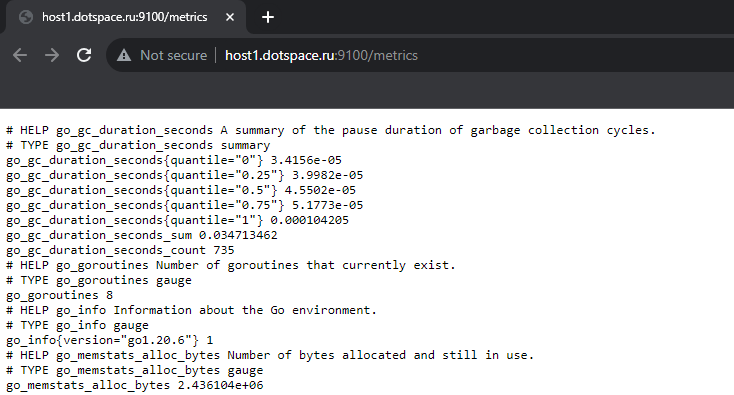 host1.dotspace.ru:9100/metrics
Not secure host1.dotspace.ru:9100/metrics
# HELP go_gc_duration_seconds A summary of the pause duration of garbage collection cycles.
# TYPE go_gc_duration_seconds summary
go_gc_duration_seconds{quantile="0"} 3.4156e-05
go_gc_duration_seconds{quantile="0.25"} 3.9982e-05
go_gc_duration_seconds{quantile="0.5"} 4.5502e-05
go_gc_duration_seconds{quantile="0.75"} 5.1773e-05
go_gc_duration_seconds{quantile="1"} 0.000104205
go_gc_duration_seconds_sum 0.034713462
go_gc_duration_seconds_count 735
# HELP go_goroutines Number of goroutines that currently exist.
# TYPE go_goroutines gauge
go_goroutines 8
# HELP go_info Information about the Go environment.
# TYPE go_info gauge
go_info{version="go1.20.6"} 1
# HELP go_memstats_alloc_bytes Number of bytes allocated and still in use.
# TYPE go_memstats_alloc_bytes gauge
go_memstats_alloc_bytes 2.436104e+06